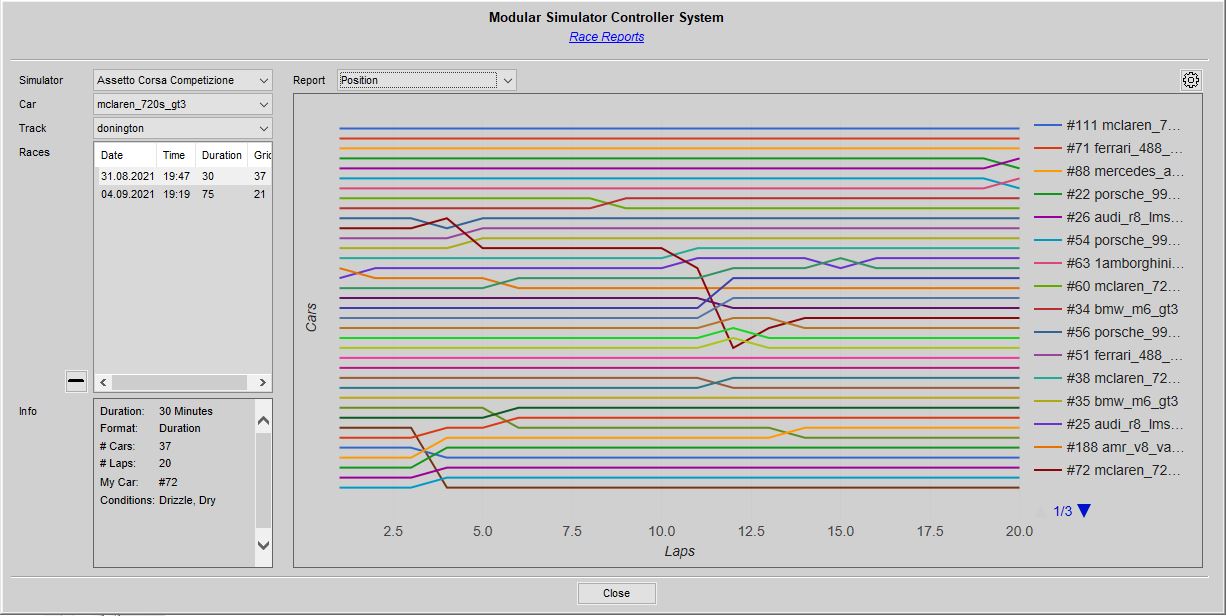 Modular Simulator Controller System
Race Reports
Simulator Assetto Corsa Competizione
Car mclaren_720s_gt3
Track donington
Races
Date Time Duration Gric
31.08.2021 19:47 30 37
04.09.2021 19:19 75 21
Info
Duration: 30 Minutes
Format: Duration
# Cars: 37
# Laps: 20
My Car: #72
Conditions: Drizzle, Dry
Report Position
Cars
#111 mclaren_7...
#71 ferrari_488_...
#88 mercedes_a...
#22 porsche_99...
#26 audi_r8_lms...
#54 porsche_99...
#63 1amborghini...
#60 mclaren_72...
#34 bmw_m6_gt3
#56 porsche_99...
#51 ferrari_488_...
#38 mclaren_72...
#35 bmw_m6_gt3
#25 audi_r8_lms...
#188 amr_v8_va...
#72 mclaren_72...
1/3
2.5 5.0 7.5 10.0 12.5 15.0 17.5 20.0
Laps
Close